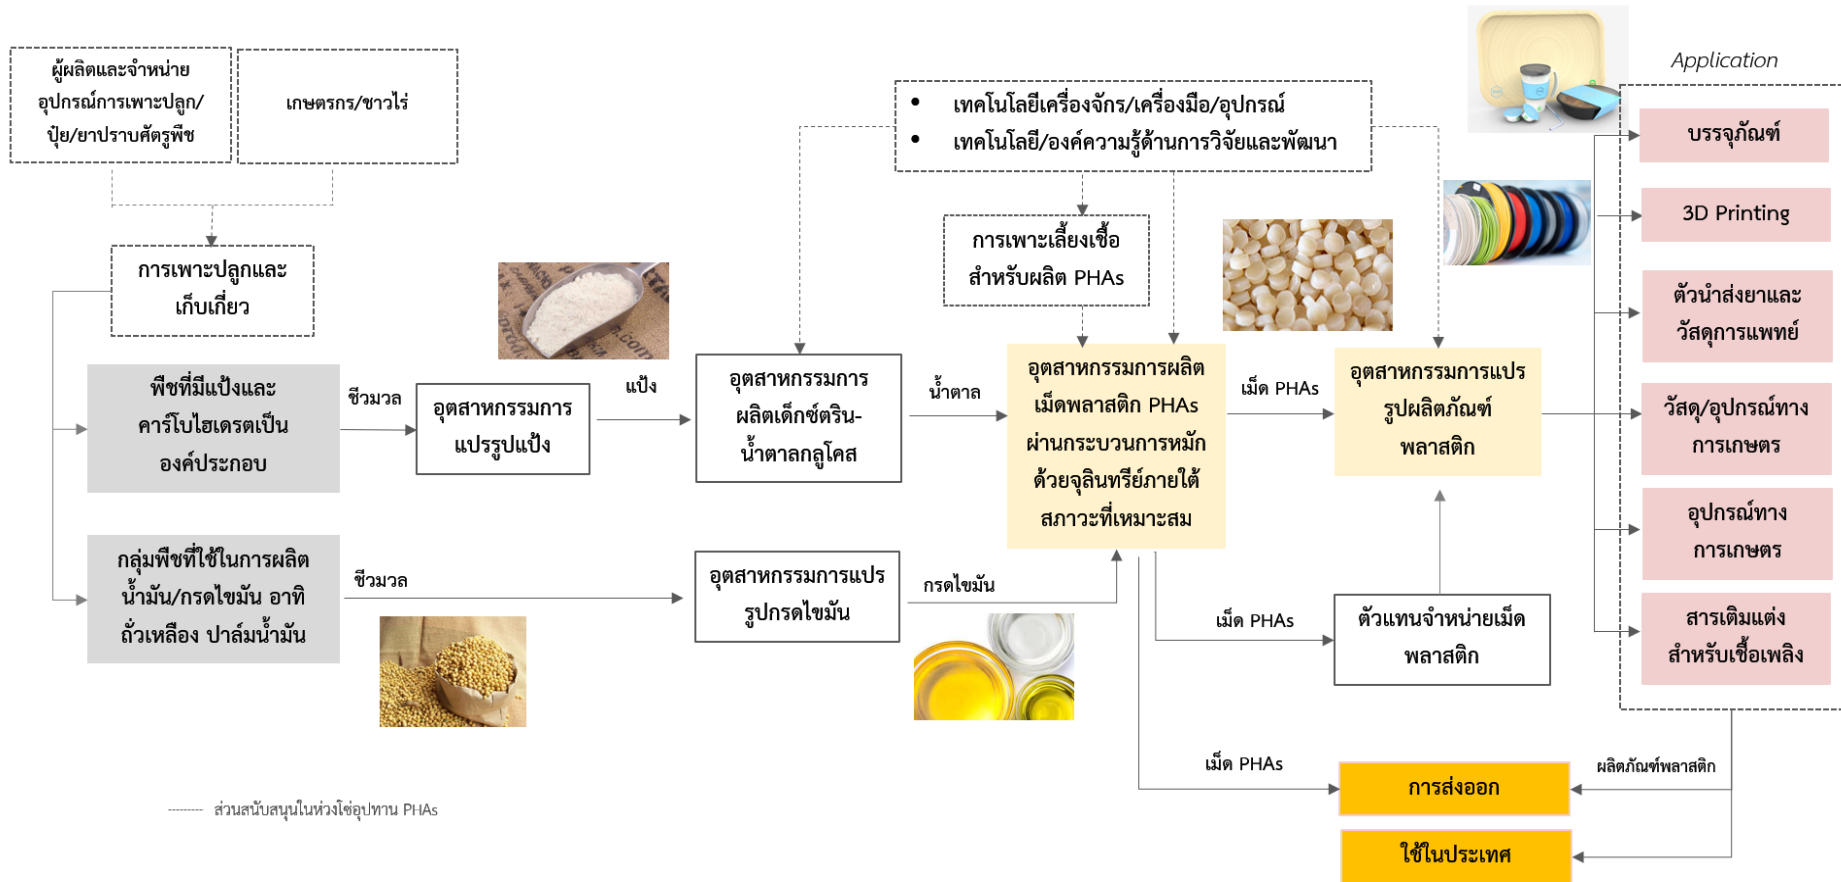 ผู้ผลิตและจำหน่าย
อุปกรณ์การเพาะปลูก/
ปุ๋ย/ยาปราบศัตรูพืช
เกษตรกร/ชาวไร่
การเพาะปลูกและ
เก็บเกี่ยว
พืชที่มีแป้งและ
คาร์โบไฮเดรตเป็น
องค์ประกอบ
ชีวมวล
อุตสาหกรรมการ
แปรรูปแป้ง
แป้ง
อุตสาหกรรมการ
ผลิตเด็กซ์ตริน-
น้ำตาลกลูโคส
น้ำตาล
กลุ่มพืชที่ใช้ในการผลิต
น้ำมัน/กรดไขมัน อาทิ
ถั่วเหลือง ปาล์มน้ำมัน
ชีวมวล
อุตสาหกรรมการแปร
รูปกรดไขมัน
กรดไขมัน
• เทคโนโลยีเครื่องจักร/เครื่องมือ/อุปกรณ์
• เทคโนโลยี/องค์ความรู้ด้านการวิจัยและพัฒนา
การเพาะเลี้ยงเชื้อ
สำหรับผลิต PHAs
อุตสาหกรรมการผลิต
เม็ดพลาสติก PHAs
ผ่านกระบวนการหมัก
ด้วยจุลินทรีย์ภายใต้
สภาวะที่เหมาะสม
เม็ด PHAs
อุตสาหกรรมการแปร
รูปผลิตภัณฑ์
พลาสติก
เม็ด PHAs
ตัวแทนจำหน่ายเม็ด
พลาสติก
เม็ด PHAs
การส่งออก
ใช้ในประเทศ
ผลิตภัณฑ์พลาสติก
Application
บรรจุภัณฑ์
3D Printing
ตัวนำส่งยาและ
วัสดุการแพทย์
วัสดุ/อุปกรณ์ทาง
การเกษตร
อุปกรณ์ทาง
การเกษตร
สารเติมแต่ง
สำหรับเชื้อเพลิง
--------- ส่วนสนับสนุนในห่วงโซ่อุปทาน PHAs